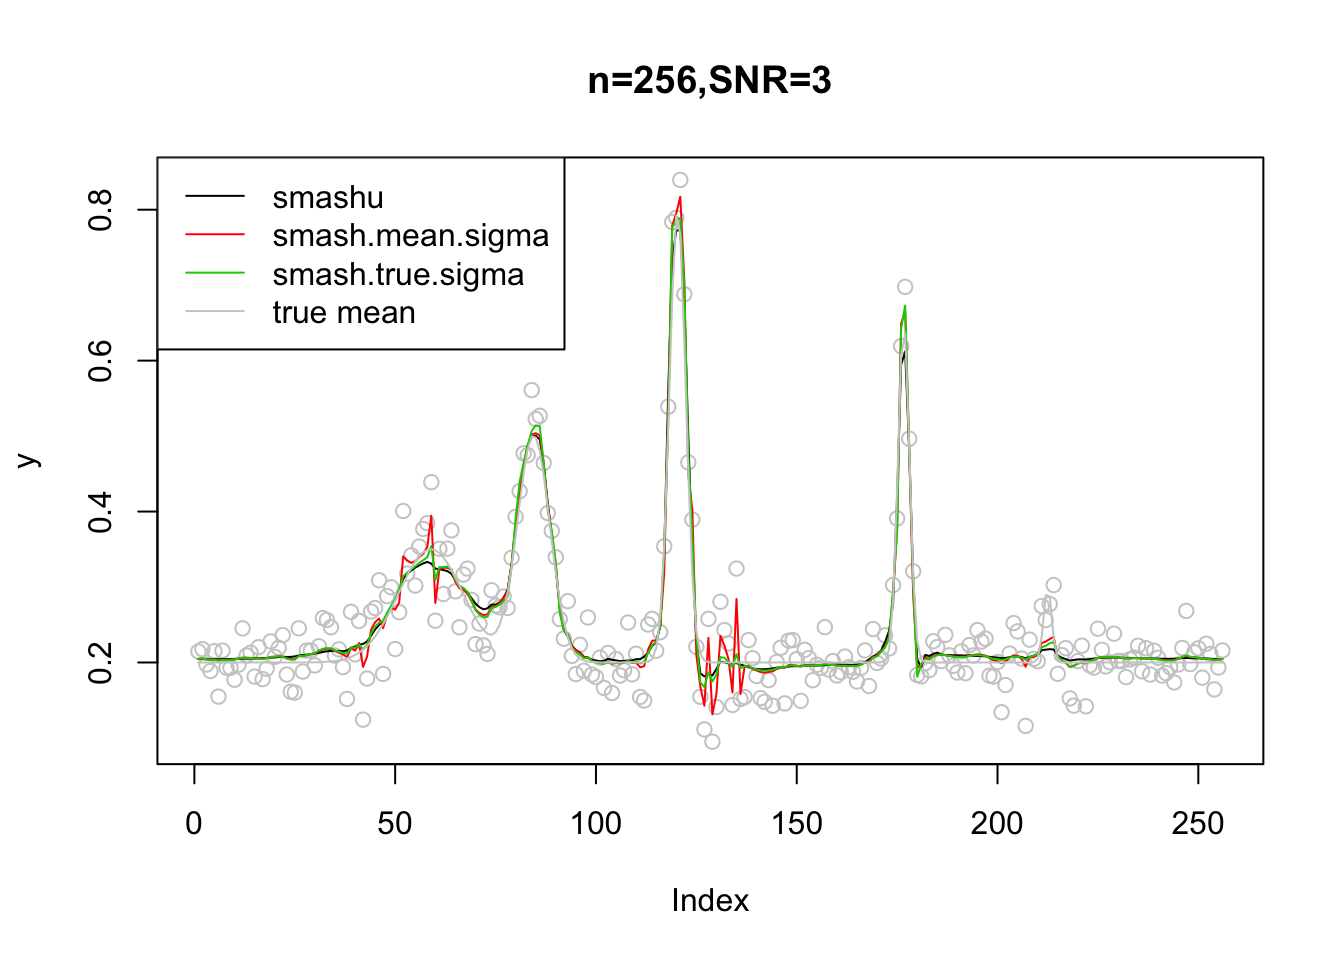 n=256,SNR=3
smashu
smash.mean.sigma
smash.true.sigma
true mean
y
0.8
0.6
0.4
0.2
0 50 100 150 200 250
Index